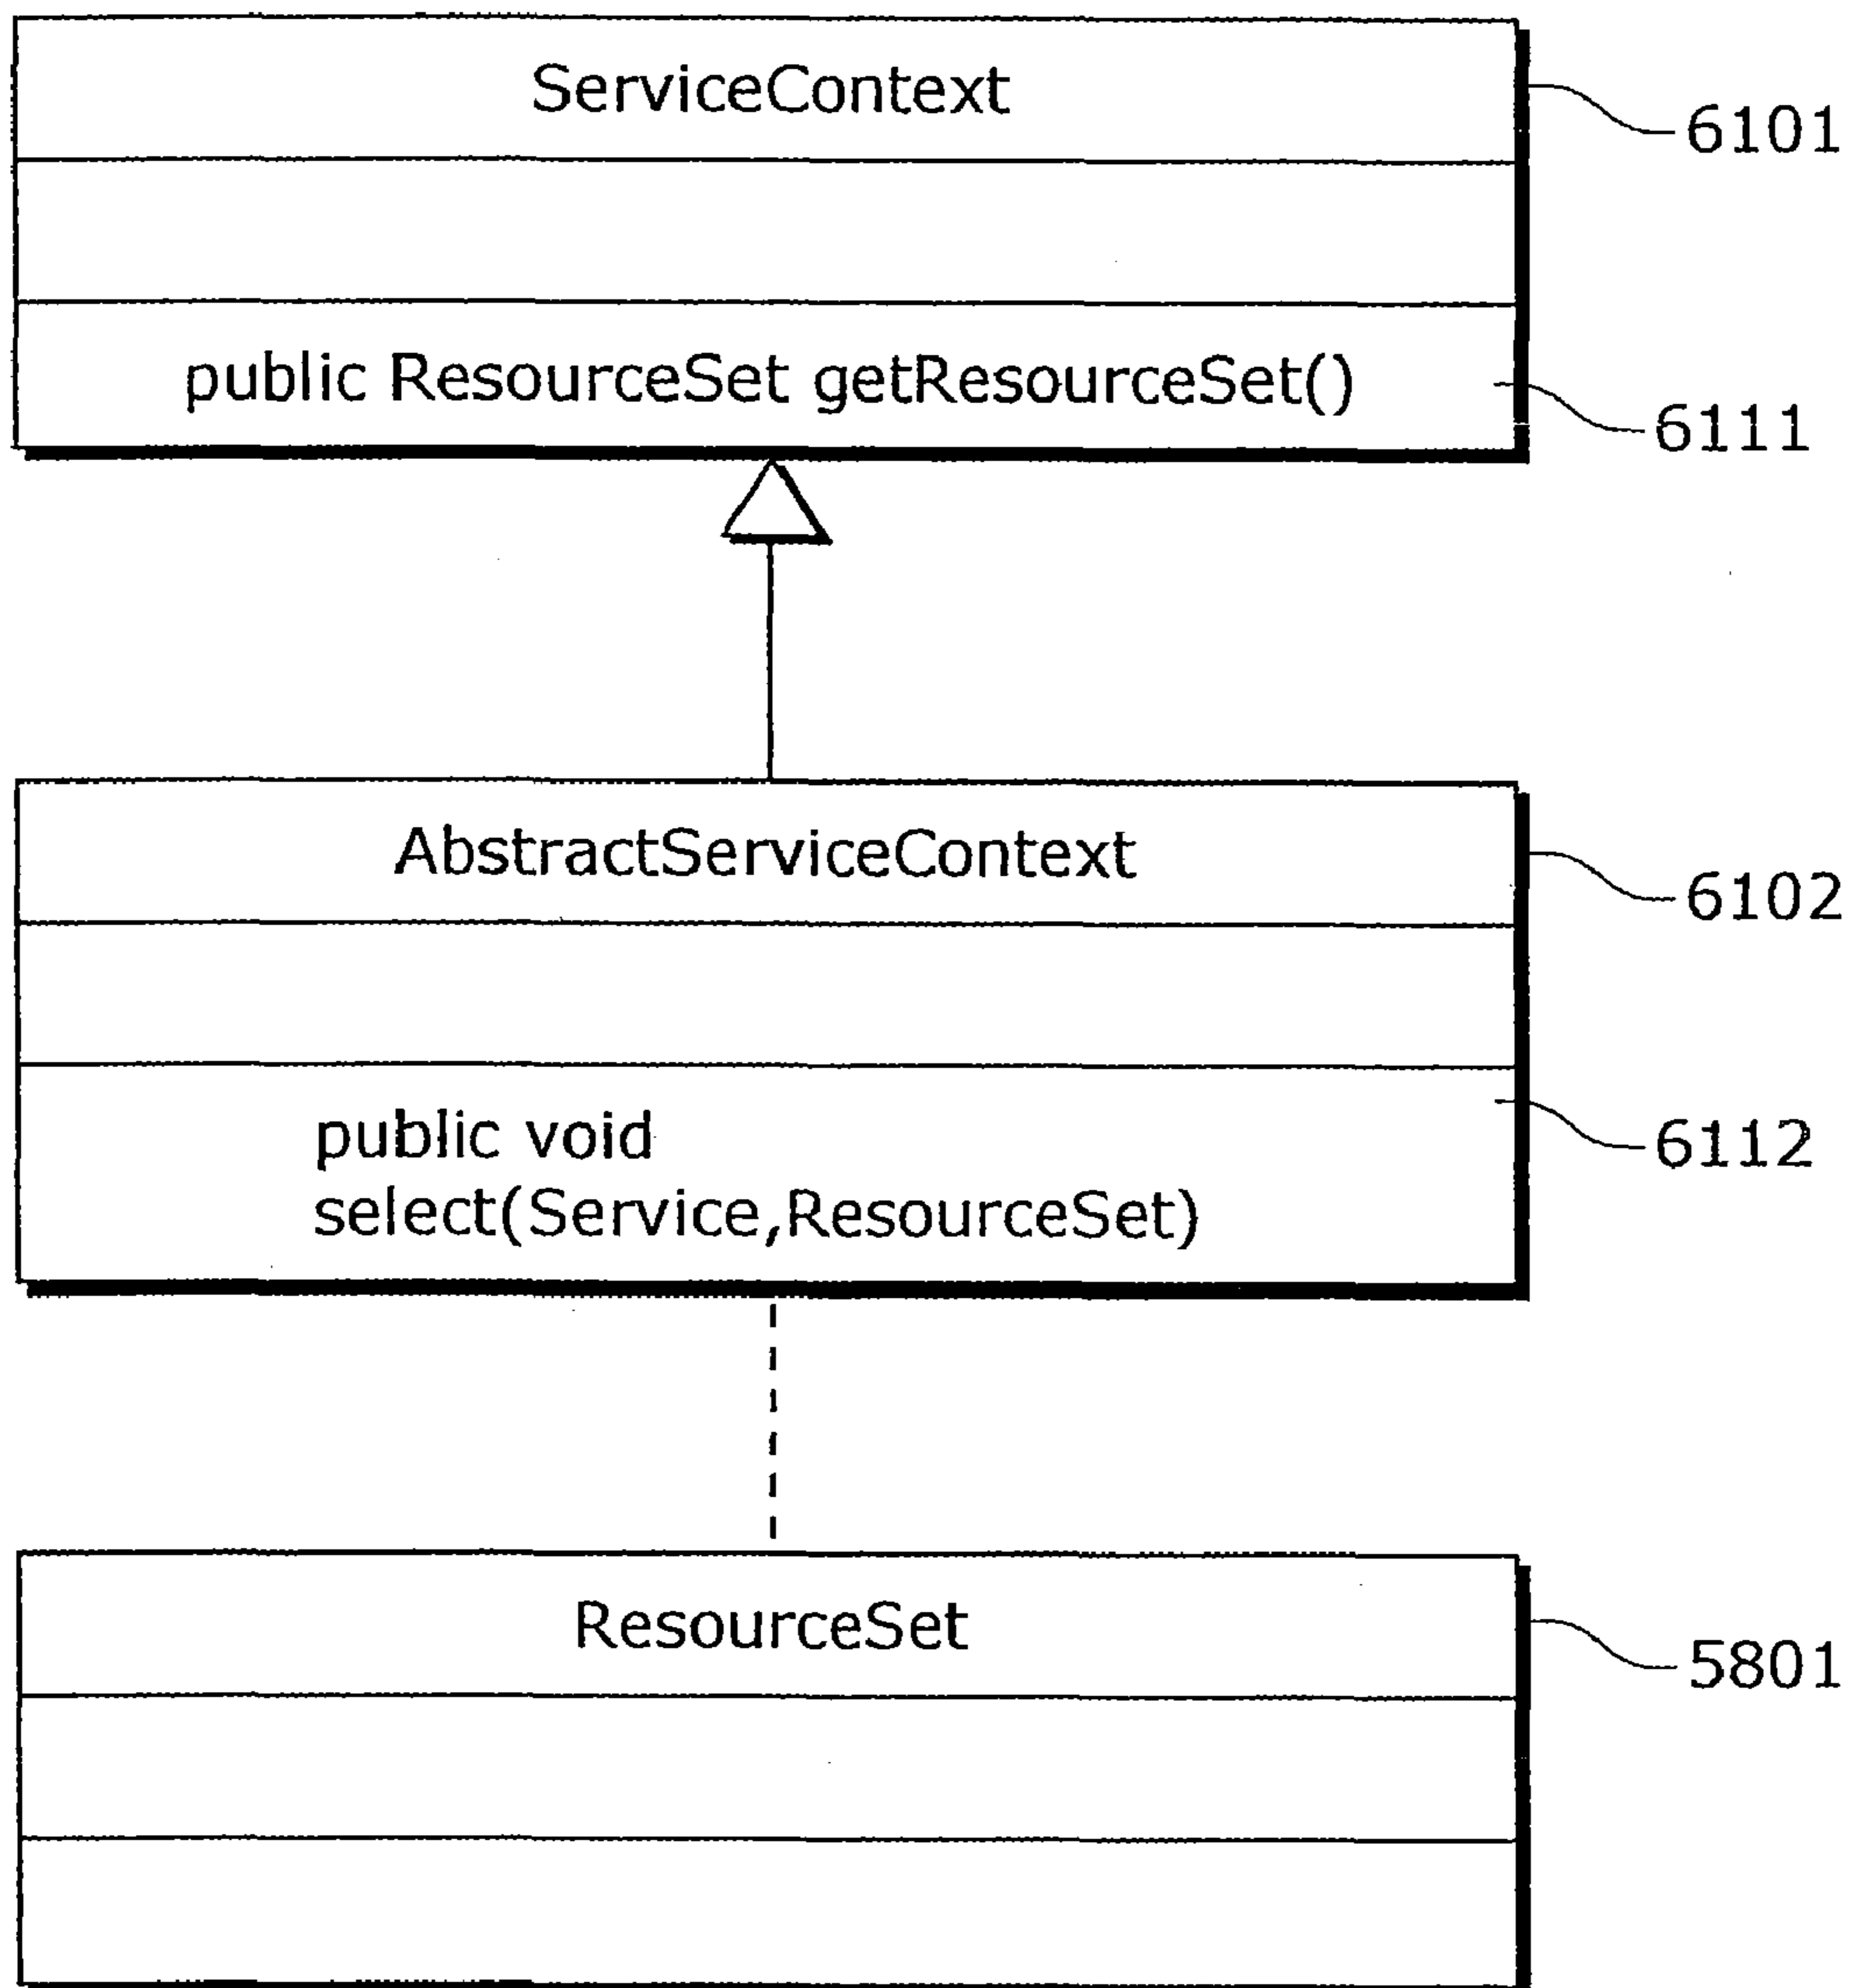 ServiceContext
6101
public ResourceSet getResourceSet()
6111
AbstractServiceContext
6102
public void
6112
select(Service,ResourceSet)
ResourceSet
5801